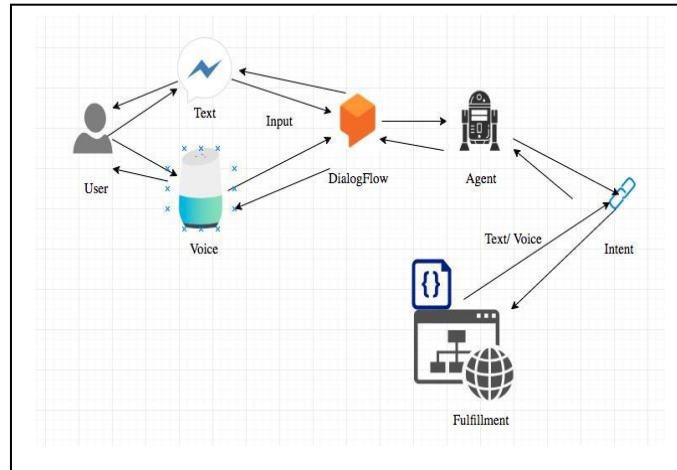 Text
Input
User
DialogFlow
Agent
Voice
Text/ Voice
Intent
{}
Fulfillment